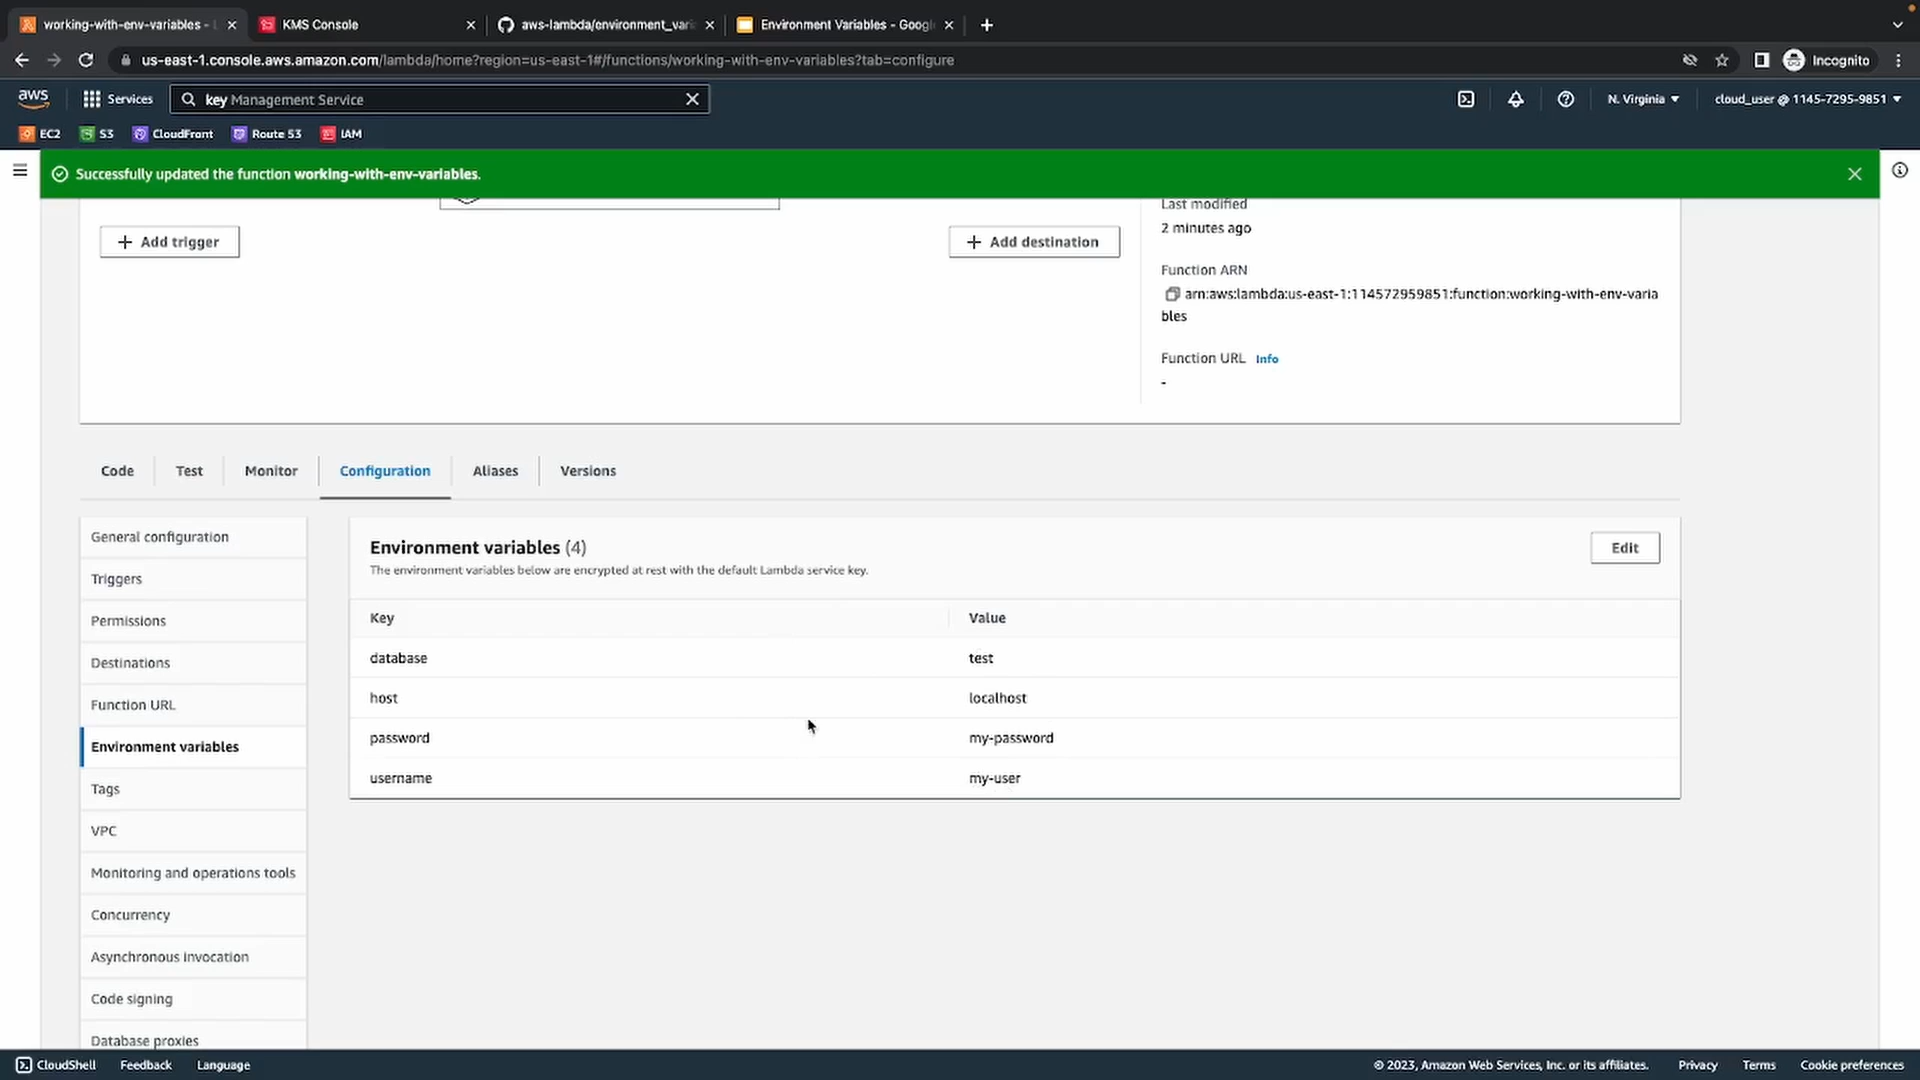 working-with-env-variables - L
KMS Console
aws-lambda/environment_vari
Environment Variables - Google
us-east-1.console.aws.amazon.com/lambda/home?region=us-east-1#/functions/working-with-env-variables?tab=configure
Incognito
aws
Services
key Management Service
N. Virginia
cloud_user @ 1145-7295-9851
EC2
S3
CloudFront
Route 53
IAM
Successfully updated the function working-with-env-variables.
Last modified
2 minutes ago
Add trigger
Add destination
Function ARN
arn:aws:lambda:us-east-1:114572959851:function:working-with-env-varia
bles
Function URL Info
-
Code
Test
Monitor
Configuration
Aliases
Versions
General configuration
Triggers
Permissions
Destinations
Function URL
Environment variables
Tags
VPC
Monitoring and operations tools
Concurrency
Asynchronous invocation
Code signing
Database proxies
Environment variables (4)
Edit
The environment variables below are encrypted at rest with the default Lambda service key.
Key Value
database test
host localhost
password my-password
username my-user
CloudShell
Feedback
Language
© 2023, Amazon Web Services, Inc. or its affiliates.
Privacy
Terms
Cookie preferences